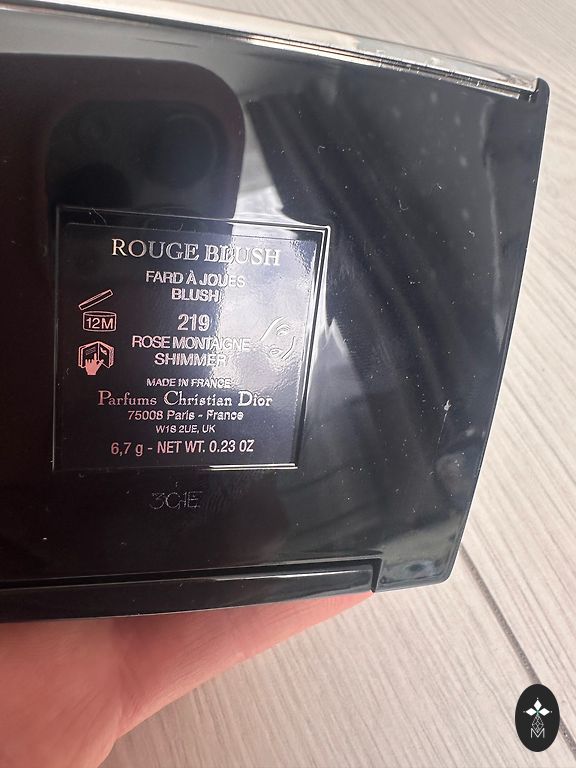 ROUGE BLUSH
FARD À JOUES
BLUSH
12M
219
ROSE MONTAIGNE
SHIMMER
MADE IN FRANCE
Parfums Christian Dior
75008 Paris - France
W1S 2UE, UK
6,7 g - NET WT. 0.23 OZ
M